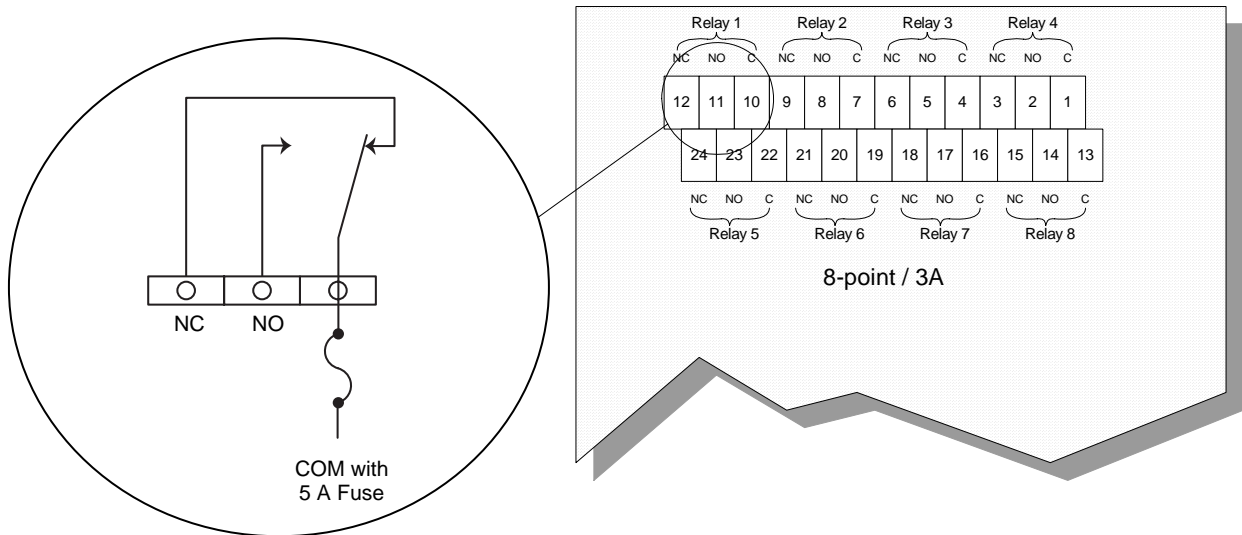 Relay 1 Relay 2 Relay 3 Relay 4
NC NO C NC NO C NC NO C NC NO C
12 11 10 9 8 7 6 5 4 3 2 1
24 23 22 21 20 19 18 17 16 15 14 13
NC NO C NC NO C NC NO C NC NO C
Relay 5 Relay 6 Relay 7 Relay 8
8-point / 3A
NC NO
COM with
5 A Fuse